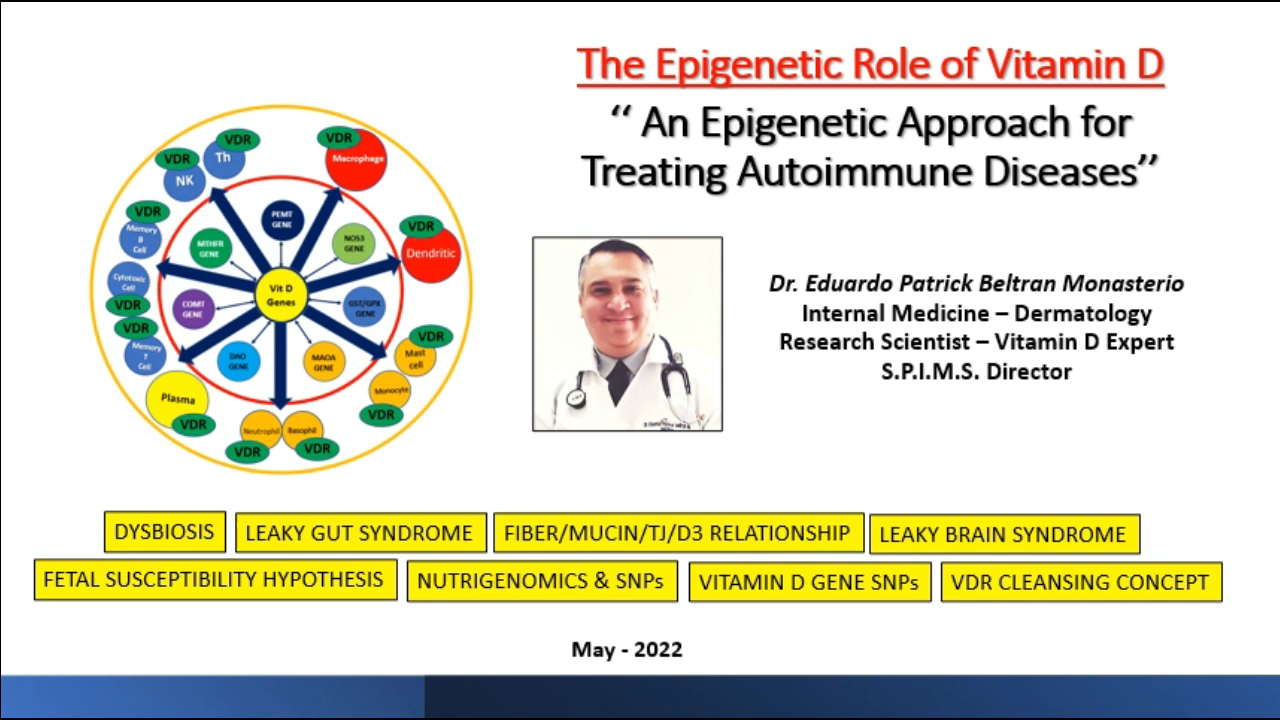 The Epigenetic Role of Vitamin D
“ An Epigenetic Approach for
Treating Autoimmune Diseases”
VDR
Th
VDR
NK
VDR
Macrophage
VDR
Memory
B
Cell
VDR
Dendritic
Cytotoxic
Cell
VDR
VDR
Memory
T
Cell
Plasma
VDR
Neutrophil
VDR
Basophil
VDR
VDR
Mast
cell
Monocyte
VDR
PEMT
GENE
MTHFR
GENE
NOS3
GENE
Vit D
Genes
COMT
GENE
GST/GPX
GENE
DAO
GENE
MAOA
GENE
Dr. Eduardo Patrick Beltran Monasterio
Internal Medicine – Dermatology
Research Scientist – Vitamin D Expert
S.P.I.M.S. Director
DYSBIOSIS
LEAKY GUT SYNDROME
FIBER/MUCIN/TJ/D3 RELATIONSHIP
LEAKY BRAIN SYNDROME
FETAL SUSCEPTIBILITY HYPOTHESIS
NUTRIGENOMICS & SNPs
VITAMIN D GENE SNPs
VDR CLEANSING CONCEPT
May - 2022